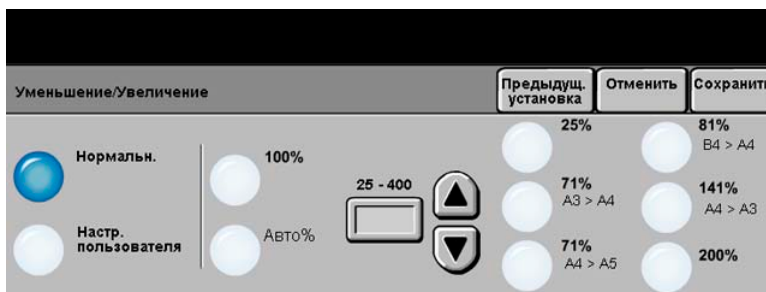 Уменьшение/Увеличение
Предыдущ.
установка
Отменить
Сохранить
Нормальн.
Настр.
пользователя
100%
Авто%
25 - 400
25%
71%
A3 > A4
71%
A4 > A5
81%
B4 > A4
141%
A4 > A3
200%